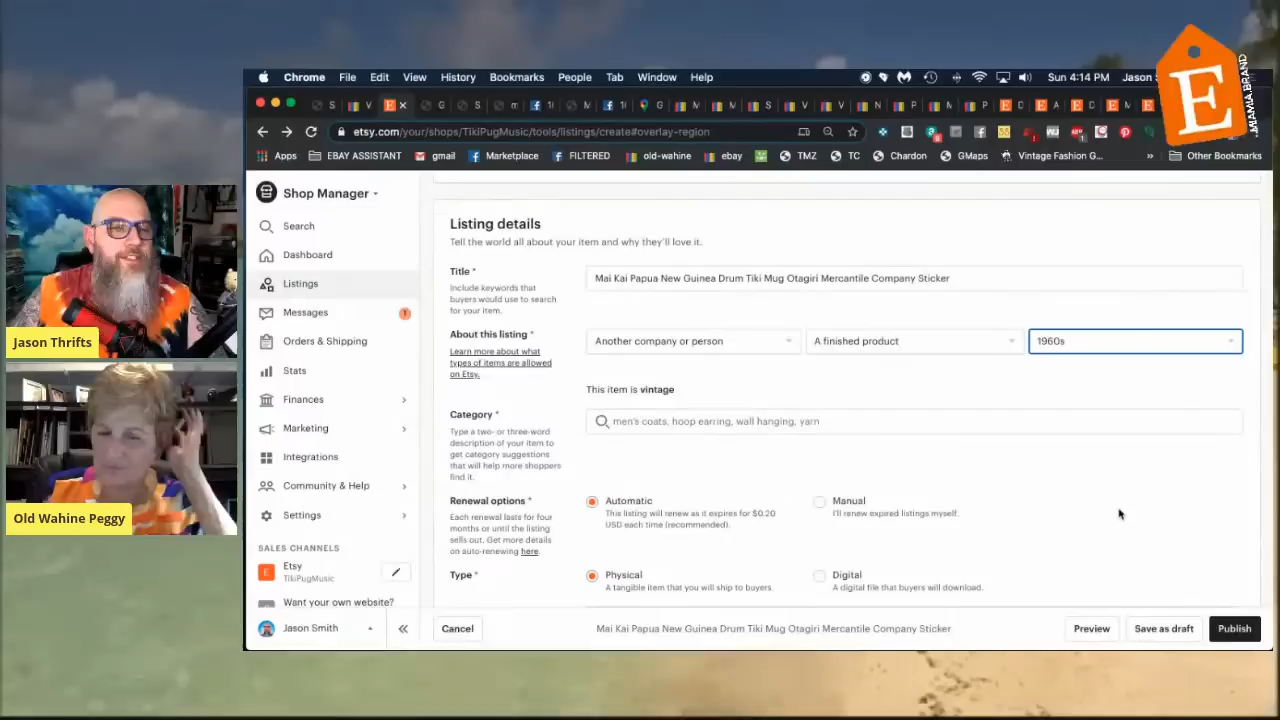 Chrome File Edit View History Bookmarks People Tab Window Help
Sun 4:14 PM Jason S
etsy.com/your/shops/TikiPugMusic/tools/listings/create#overlay-region
Apps EBAY ASSISTANT gmail Marketplace FILTERED old-wahine ebay TMZ TC Chardon GMaps Vintage Fashion G... » Other Bookmarks
E
Shop Manager
Search
Dashboard
Listings
Messages 1
Orders & Shipping
Stats
Finances
Marketing
Integrations
Community & Help
Settings
SALES CHANNELS
E
Etsy
TikiPugMusic
Want your own website?
Jason Smith
«
Listing details
Tell the world all about your item and why they'll love it.
Title *
Include keywords that
buyers would use to search
for your item.
Mai Kai Papua New Guinea Drum Tiki Mug Otagiri Mercantile Company Sticker
About this listing *
Learn more about what
types of items are allowed
on Etsy.
Another company or person
A finished product
1960s
This item is vintage
Category *
Type a two- or three-word
description of your item to
get category suggestions
that will help more shoppers
find it.
men's coats, hoop earring, wall hanging, yarn
Renewal options *
Each renewal lasts for four
months or until the listing
sells out. Get more details
on auto-renewing here.
Automatic
This listing will renew as it expires for $0.20
USD each time (recommended).
Manual
I'll renew expired listings myself.
Type *
Physical
A tangible item that you will ship to buyers.
Digital
A digital file that buyers will download.
Cancel
Mai Kai Papua New Guinea Drum Tiki Mug Otagiri Mercantile Company Sticker
Preview
Save as draft
Publish
Jason Thrifts
Old Wahine Peggy